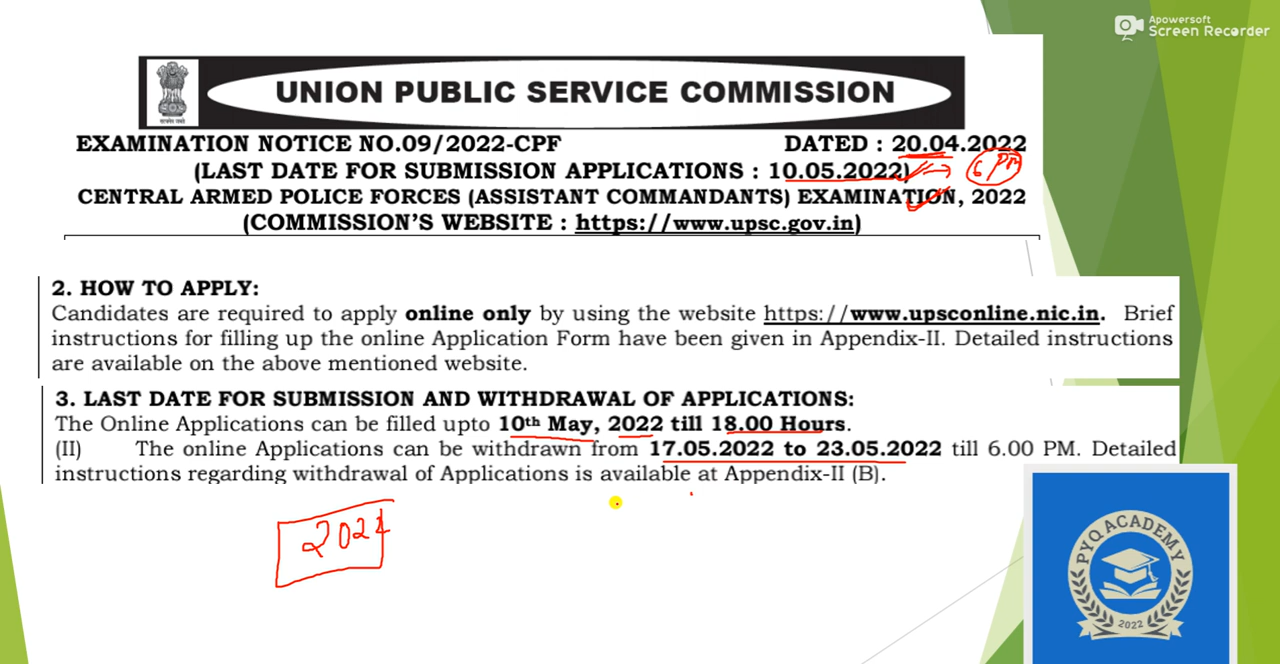 Apowersoft
Screen Recorder
UNION PUBLIC SERVICE COMMISSION
EXAMINATION NOTICE NO.09/2022-CPF DATED : 20.04.2022
(LAST DATE FOR SUBMISSION APPLICATIONS : 10.05.2022)
6 PM
CENTRAL ARMED POLICE FORCES (ASSISTANT COMMANDANTS) EXAMINATION, 2022
(COMMISSION'S WEBSITE : https://www.upsc.gov.in)
2. HOW TO APPLY:
Candidates are required to apply online only by using the website https://www.upsconline.nic.in. Brief
instructions for filling up the online Application Form have been given in Appendix-II. Detailed instructions
are available on the above mentioned website.
3. LAST DATE FOR SUBMISSION AND WITHDRAWAL OF APPLICATIONS:
The Online Applications can be filled upto 10th May, 2022 till 18.00 Hours.
(II) The online Applications can be withdrawn from 17.05.2022 to 23.05.2022 till 6.00 PM. Detailed
instructions regarding withdrawal of Applications is available at Appendix-II (B).
PYQ ACADEMY
2022